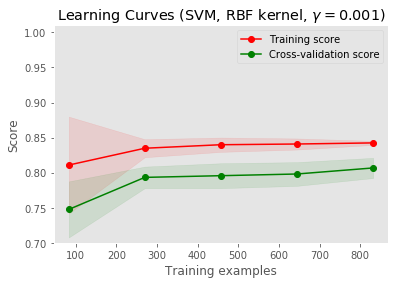 Learning Curves (SVM, RBF kernel, γ = 0.001)
Training score
Cross-validation score
1.00
0.95
0.90
0.85
0.80
0.75
0.70
Score
100 200 300 400 500 600 700 800
Training examples